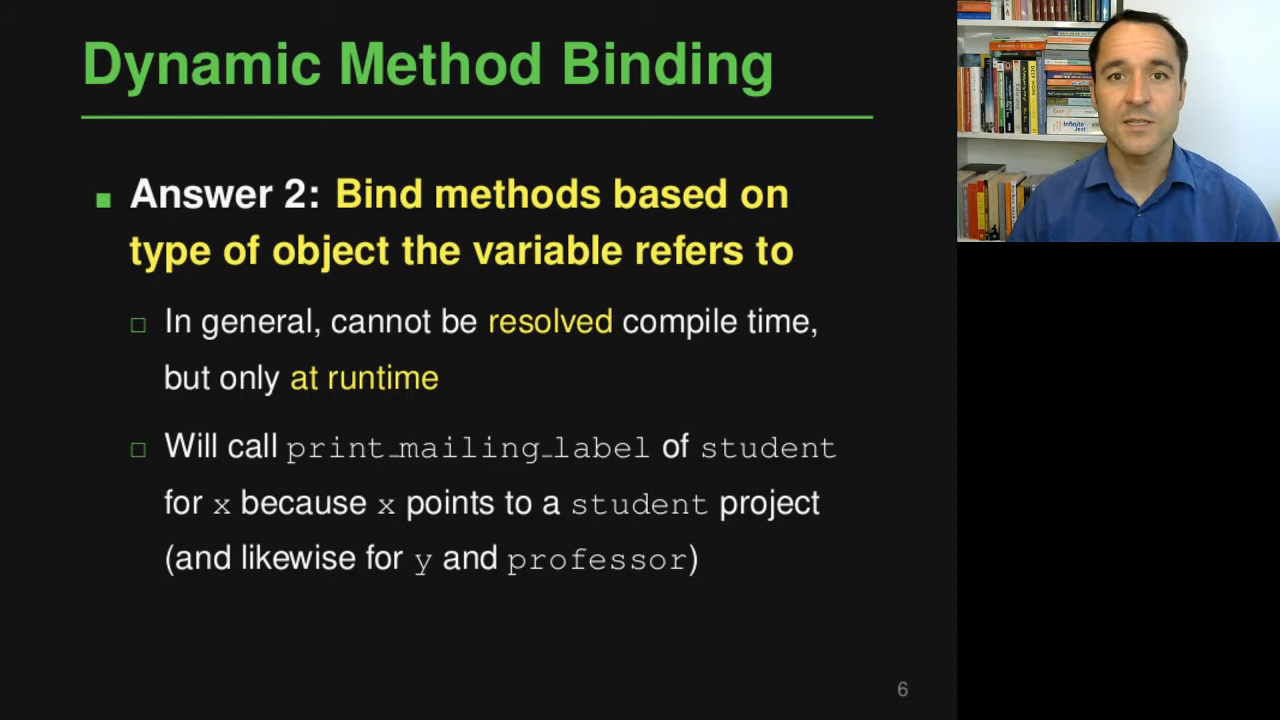 Dynamic Method Binding
Answer 2: Bind methods based on
type of object the variable refers to
In general, cannot be resolved compile time,
but only at runtime
Will call print_mailing_label of student
for x because x points to a student project
(and likewise for y and professor)
6
Infinite
Jest